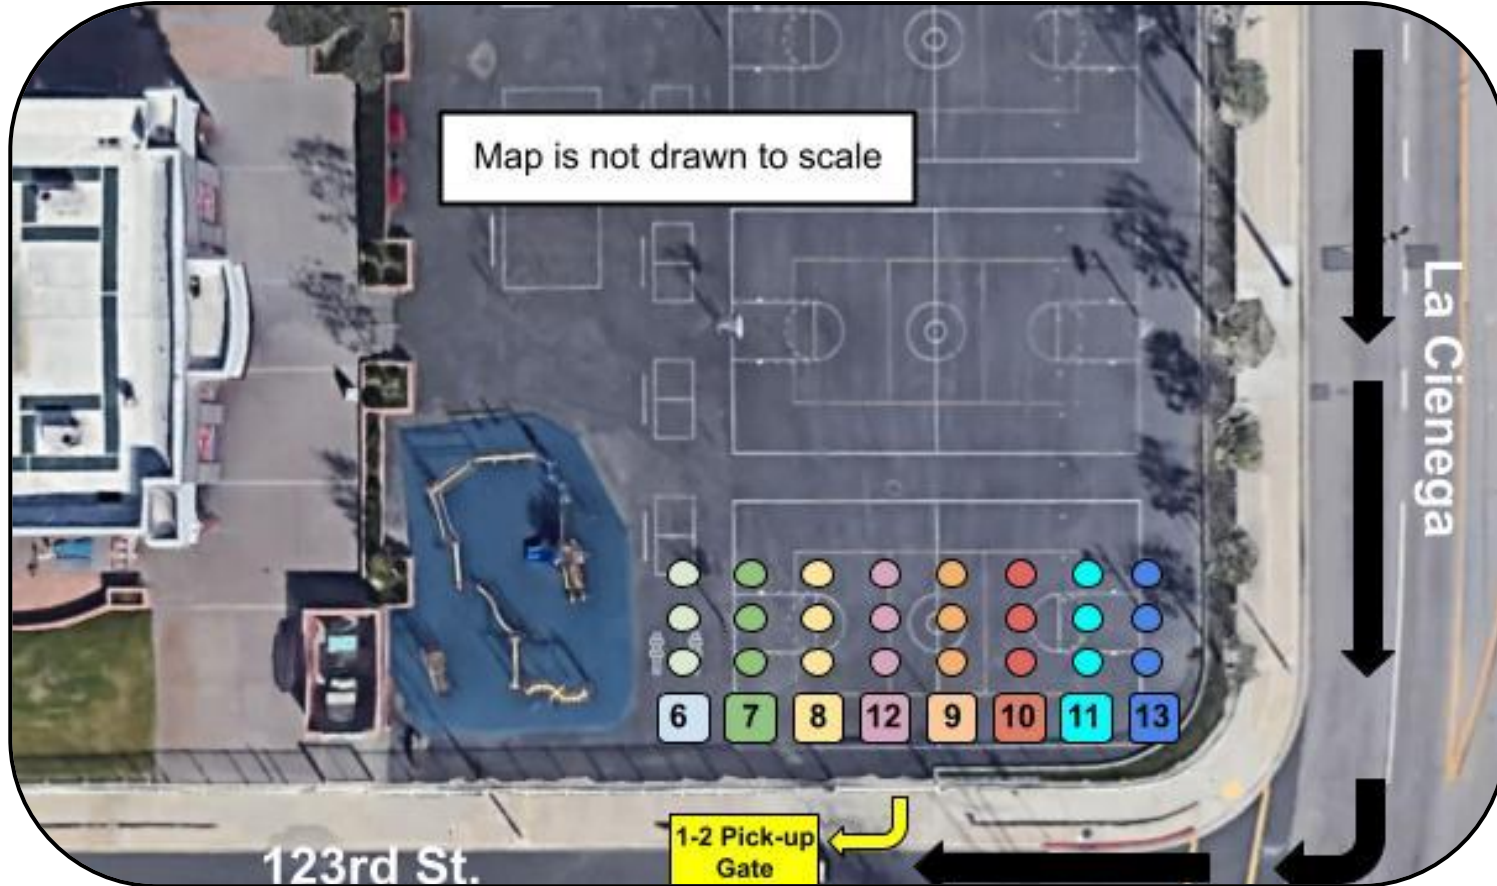 Map is not drawn to scale
La Cienega
6 7 8 12 9 10 11 13
1-2 Pick-up
Gate
123rd St.